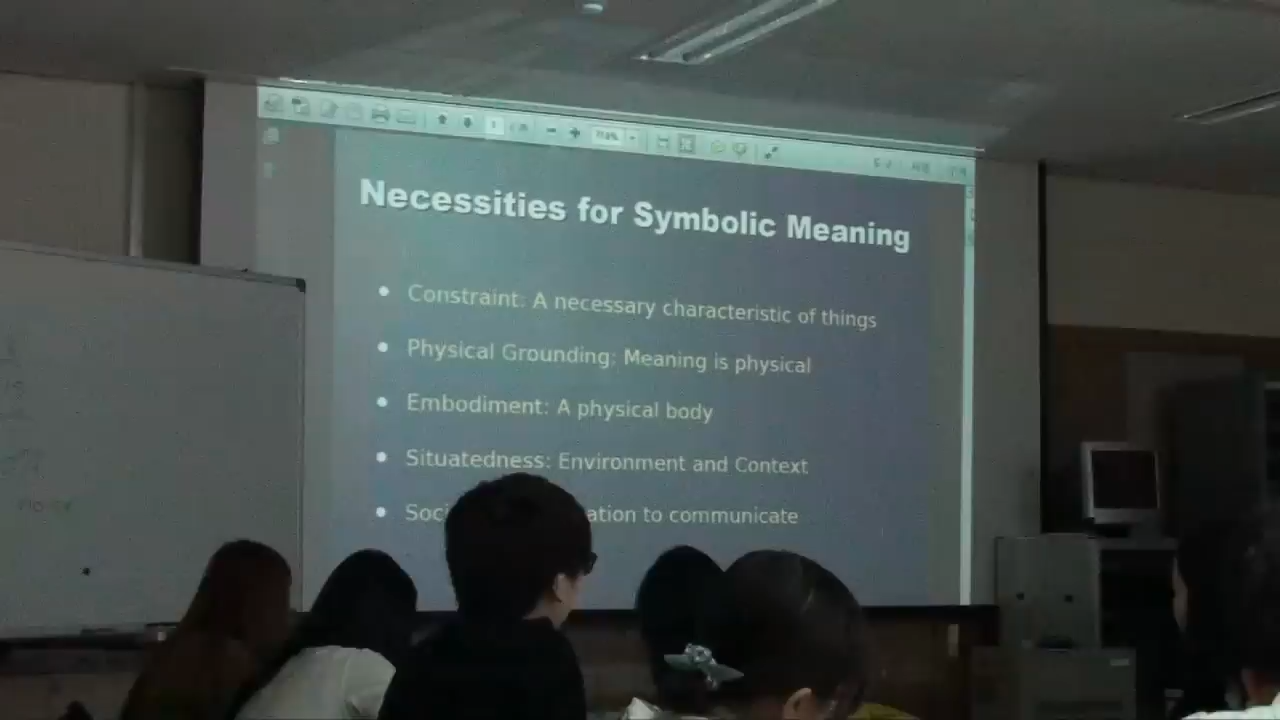 Necessities for Symbolic Meaning
• Constraint: A necessary characteristic of things
• Physical Grounding: Meaning is physical
• Embodiment: A physical body
• Situatedness: Environment and Context
• to communicate